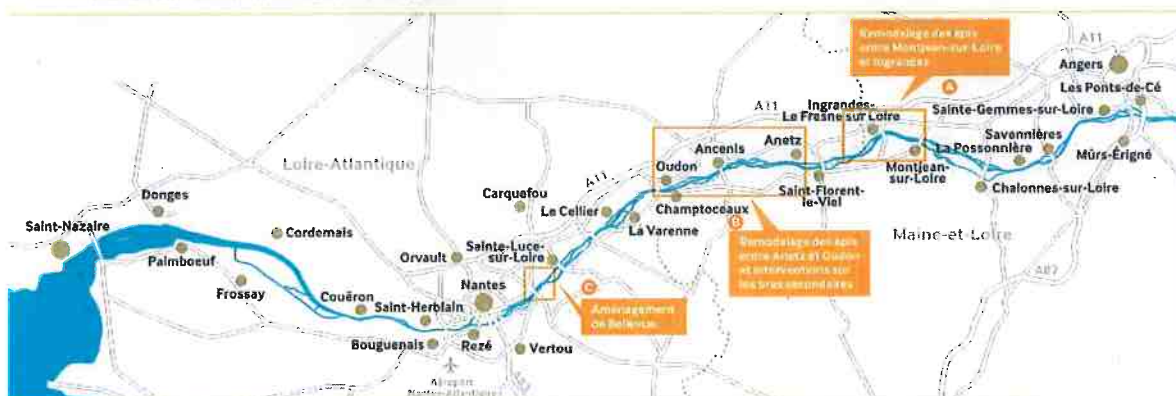 Remodelage des épis
entre Montjean-sur-Loire
et Ingrandes
A11
Angers
A
Les Ponts-de-Cé
Ingrandes-
Le Fresne sur Loire
Sainte-Gemmes-sur-Loire
A11
Anetz
Savennières
Ancenis
La Possonnière
Loire-Atlantique
Oudon
Montjean-
sur-Loire
Mûrs-Érigné
A11
Donges
Carquefou
Saint-Florent-
le-Viel
Chalonnes-sur-Loire
Champtoceaux
Le Cellier
B
Saint-Nazaire
La Varenne
Cordemais
Maine-et-Loire
Sainte-Luce-
sur-Loire
Remodelage des épis
entre Anetz et Oudon
et interventions sur
les bras secondaires
Orvault
Paimboeuf
A87
Frossay
Nantes
C
Couëron
Saint-Herblain
Aménagement
de Bellevue
Bouguenais
Rezé
Vertou
Aéroport
Nantes-Atlantique